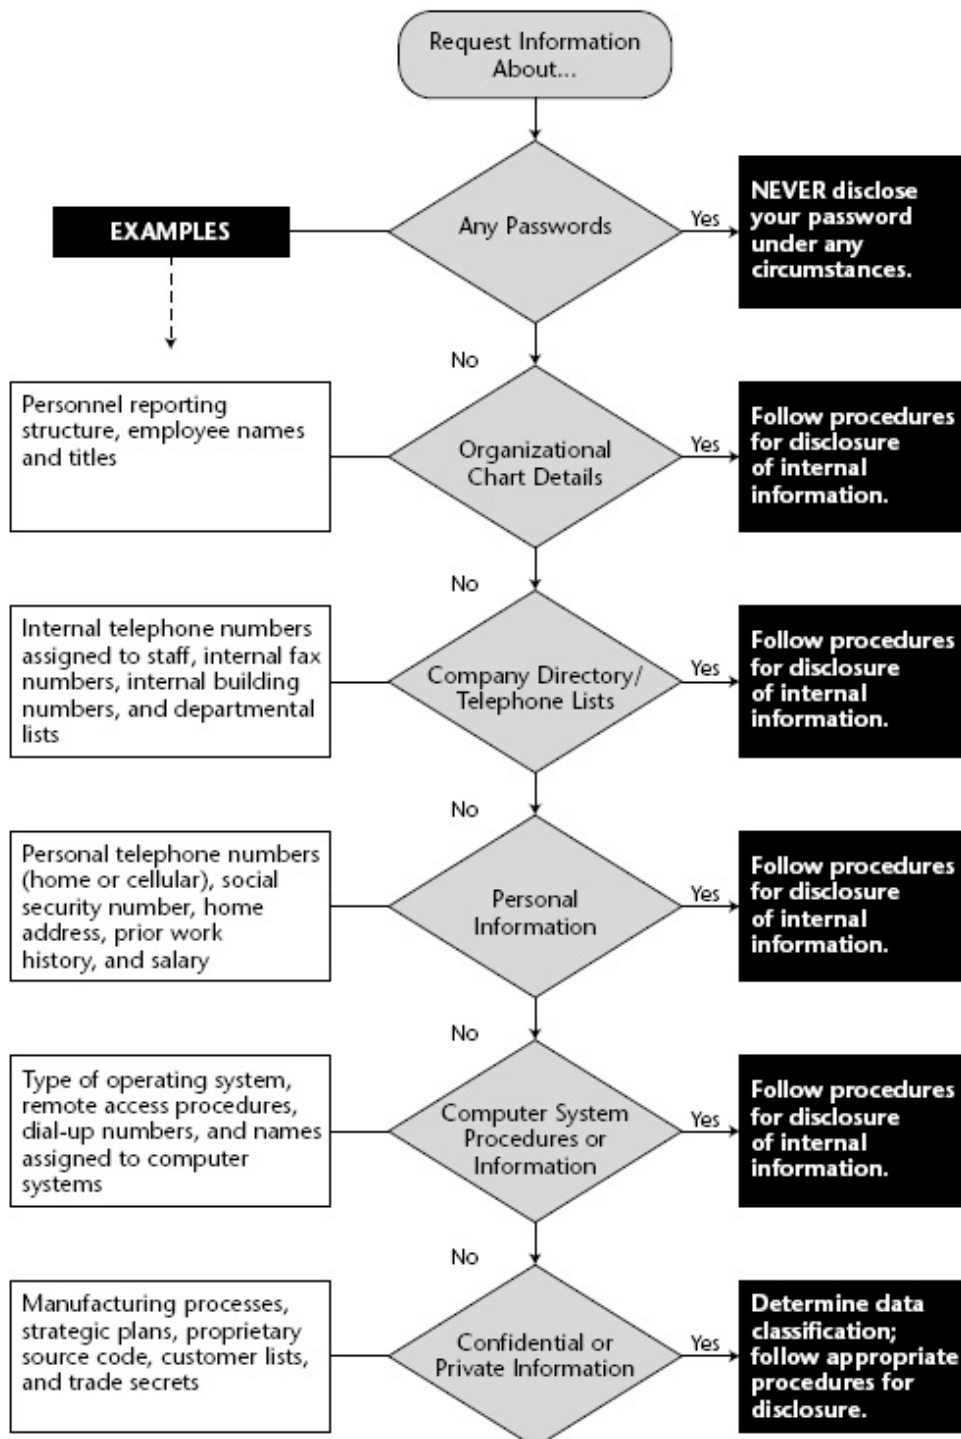 Request Information
About...
Any Passwords
Yes
NEVER disclose
your password
under any
circumstances.
EXAMPLES
No
Personnel reporting
structure, employee names
and titles
Organizational
Chart Details
Yes
Follow procedures
for disclosure
of internal
information.
No
Internal telephone numbers
assigned to staff, internal fax
numbers, internal building
numbers, and departmental
lists
Company Directory/
Telephone Lists
Yes
Follow procedures
for disclosure
of internal
information.
No
Personal telephone numbers
(home or cellular), social
security number, home
address, prior work
history, and salary
Personal
Information
Yes
Follow procedures
for disclosure
of internal
information.
No
Type of operating system,
remote access procedures,
dial-up numbers, and names
assigned to computer
systems
Computer System
Procedures or
Information
Yes
Follow procedures
for disclosure
of internal
information.
No
Manufacturing processes,
strategic plans, proprietary
source code, customer lists,
and trade secrets
Confidential or
Private Information
Yes
Determine data
classification;
follow appropriate
procedures for
disclosure.